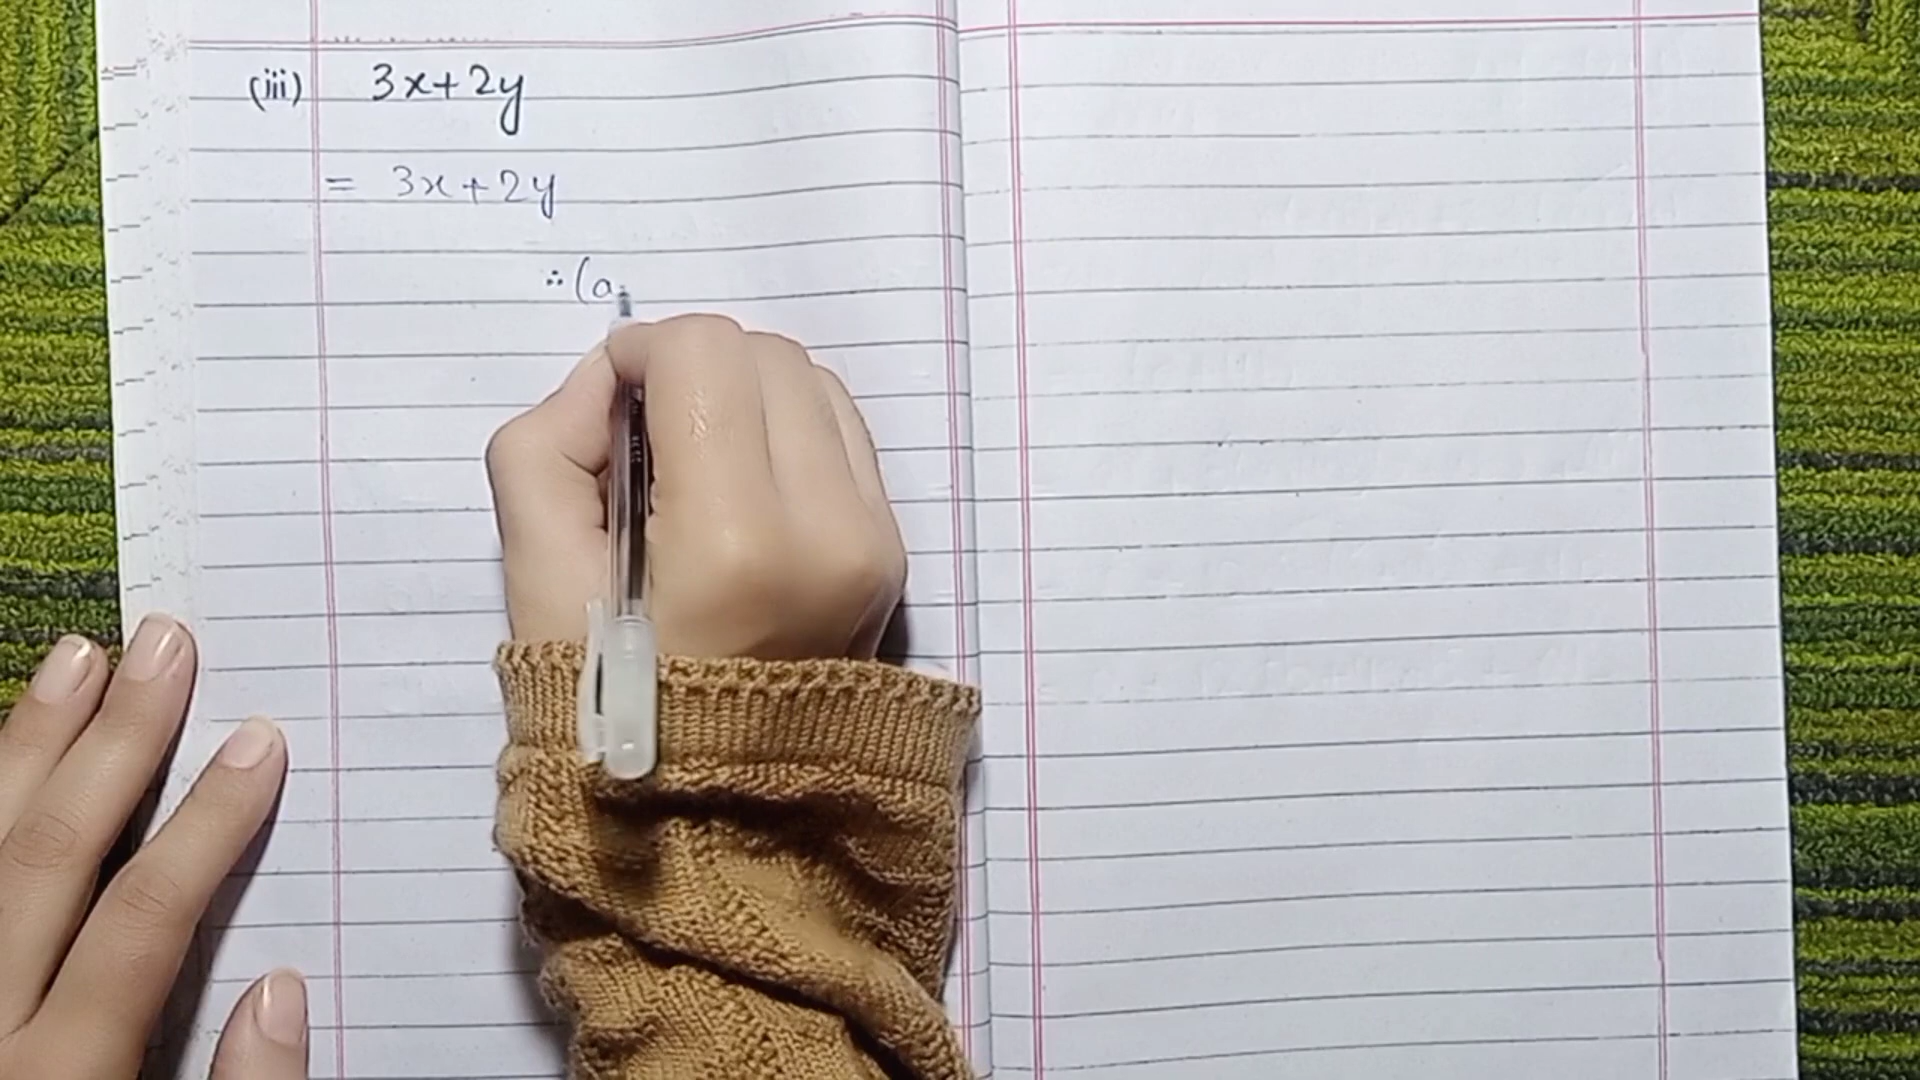 (iii) 3x+2y
= 3x+2y
∵ (a